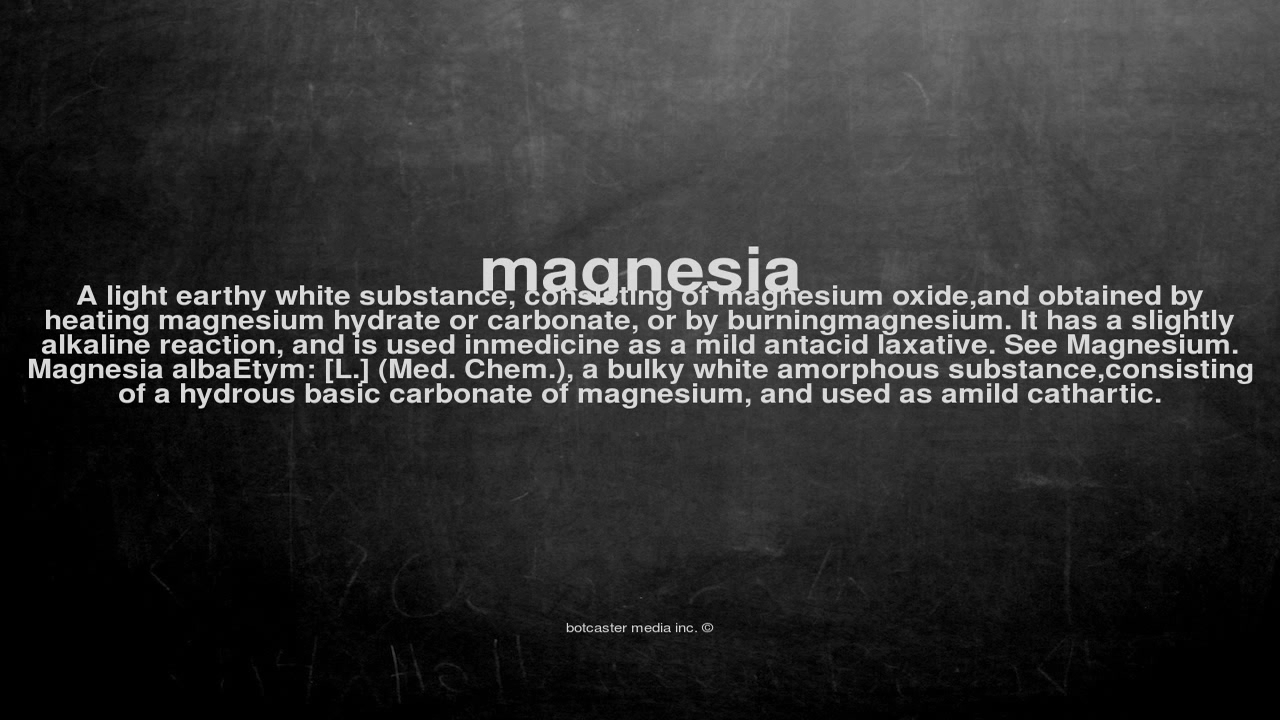 magnesia
A light earthy white substance, consisting of magnesium oxide,and obtained by
heating magnesium hydrate or carbonate, or by burningmagnesium. It has a slightly
alkaline reaction, and is used inmedicine as a mild antacid laxative. See Magnesium.
Magnesia albaEtym: [L.] (Med. Chem.), a bulky white amorphous substance,consisting
of a hydrous basic carbonate of magnesium, and used as amild cathartic.
botcaster media inc. ©